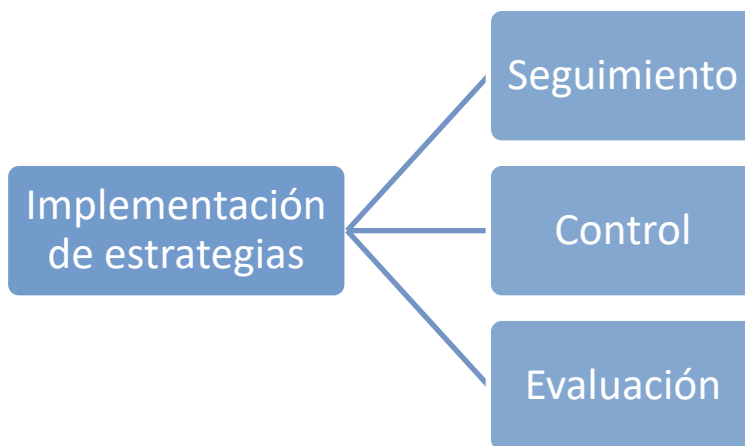 Implementación
de estrategias
Seguimiento
Control
Evaluación